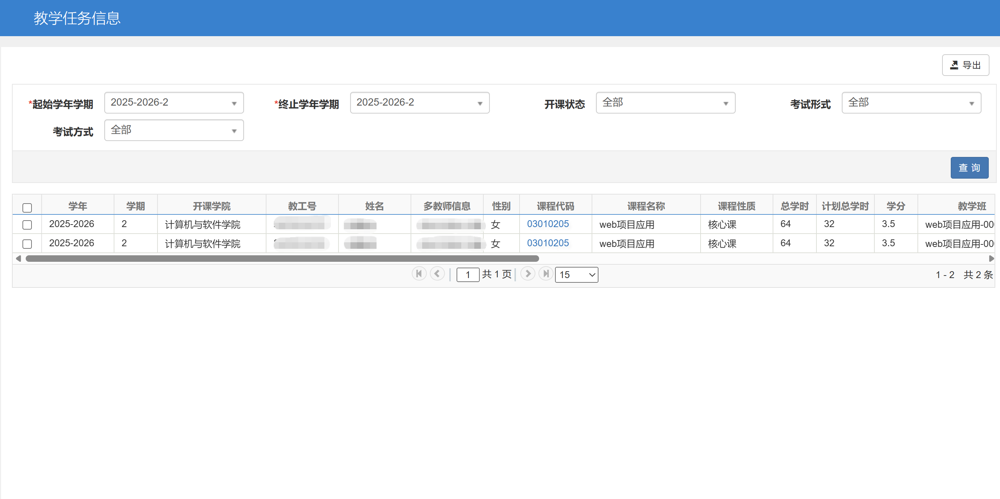 教学任务信息
导出
*起始学年学期 2025-2026-2 *终止学年学期 2025-2026-2 开课状态 全部 考试形式 全部
考试方式 全部
查 询
学年 学期 开课学院 教工号 姓名 多教师信息 性别 课程代码 课程名称 课程性质 总学时 计划总学时 学分 教学班
2025-2026 2 计算机与软件学院 女 03010205 web项目应用 核心课 64 32 3.5 web项目应用-00
2025-2026 2 计算机与软件学院 女 03010205 web项目应用 核心课 64 32 3.5 web项目应用-00
1 共 1 页 15 1 - 2 共 2 条